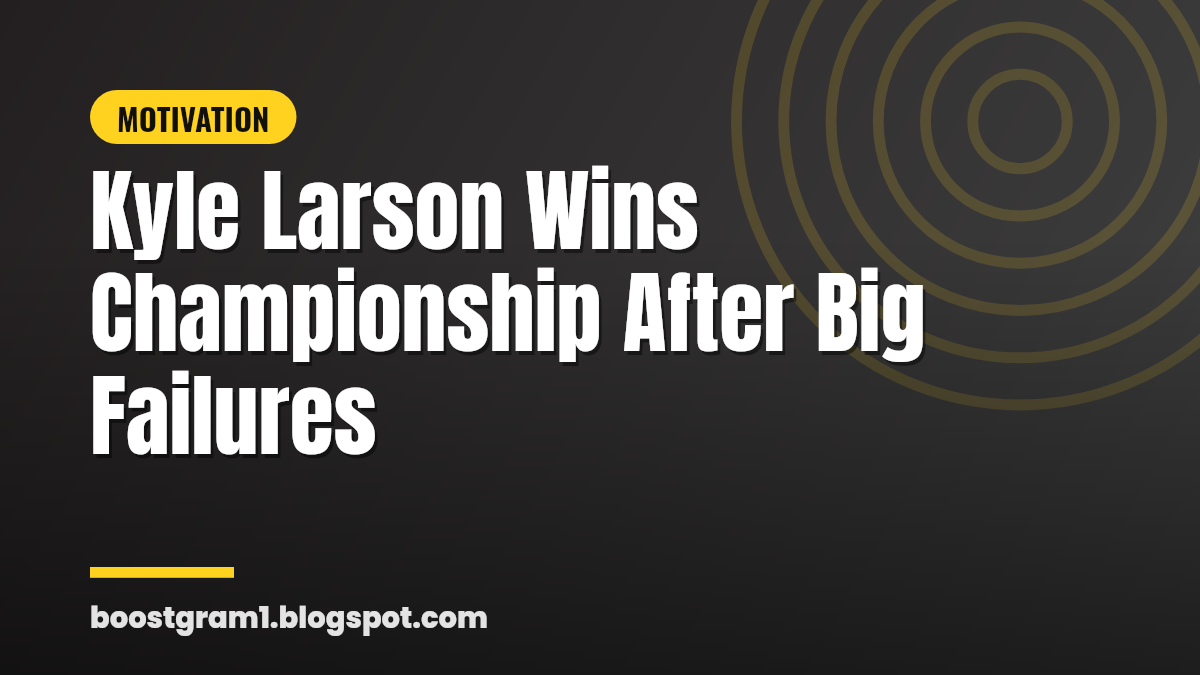 MOTIVATION
Kyle Larson Wins
Championship After Big
Failures
boostgram1.blogspot.com